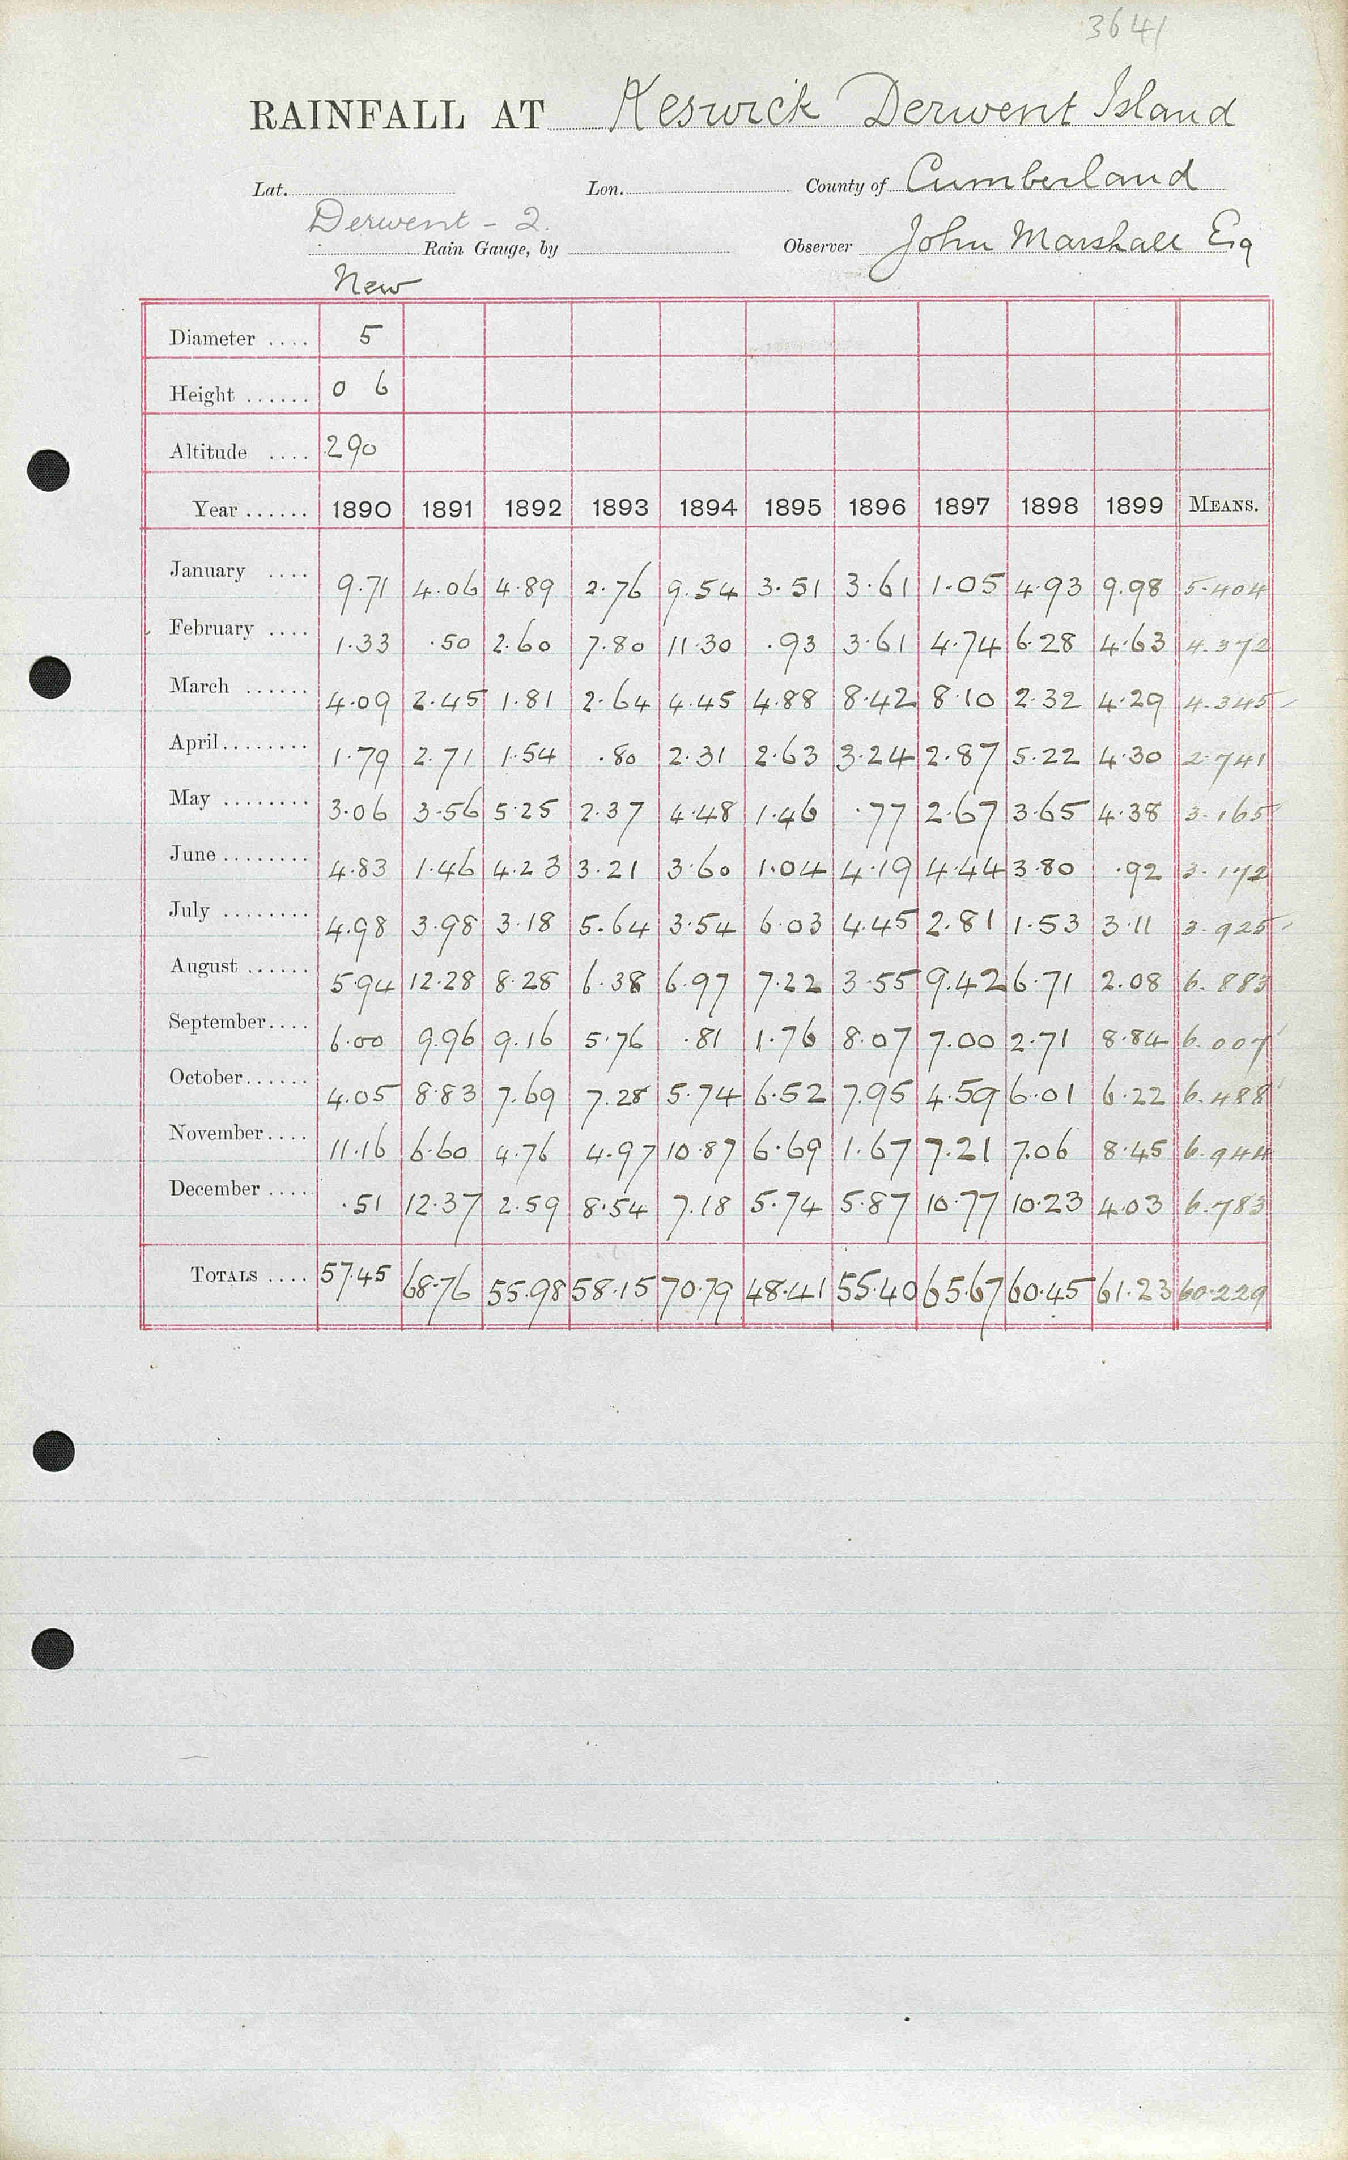 3641
RAINFALL AT Keswick Derwent Island
Lat. Lon. County of Cumberland
Derwent - 2.
Rain Gauge, by Observer John Marshall Esq
New
Diameter .... 5
Height ...... 0 6
Altitude .... 290
Year ...... 1890 1891 1892 1893 1894 1895 1896 1897 1898 1899 MEANS.
January .... 9.71 4.06 4.89 2.76 9.54 3.51 3.61 1.05 4.93 9.98 5.404
February .... 1.33 .50 2.60 7.80 11.30 .93 3.61 4.74 6.28 4.63 4.372
March ...... 4.09 2.45 1.81 2.64 4.45 4.88 8.42 8.10 2.32 4.29 4.345
April........ 1.79 2.71 1.54 .80 2.31 2.63 3.24 2.87 5.22 4.30 2.741
May ........ 3.06 3.56 5.25 2.37 4.48 1.46 .77 2.67 3.65 4.38 3.165
June ........ 4.83 1.46 4.23 3.21 3.60 1.04 4.19 4.44 3.80 .92 3.172
July ........ 4.98 3.98 3.18 5.64 3.54 6.03 4.45 2.81 1.53 3.11 3.925
August ...... 5.94 12.28 8.28 6.38 6.97 7.22 3.55 9.42 6.71 2.08 6.883
September.... 6.00 9.96 9.16 5.76 .81 1.76 8.07 7.00 2.71 8.84 6.007
October...... 4.05 8.83 7.69 7.28 5.74 6.52 7.95 4.59 6.01 6.22 6.488
November.... 11.16 6.60 4.76 4.97 10.87 6.69 1.67 7.21 7.06 8.45 6.944
December .... .51 12.37 2.59 8.54 7.18 5.74 5.87 10.77 10.23 4.03 6.783
TOTALS .... 57.45 68.76 55.98 58.15 70.79 48.41 55.40 65.67 60.45 61.23 60.229